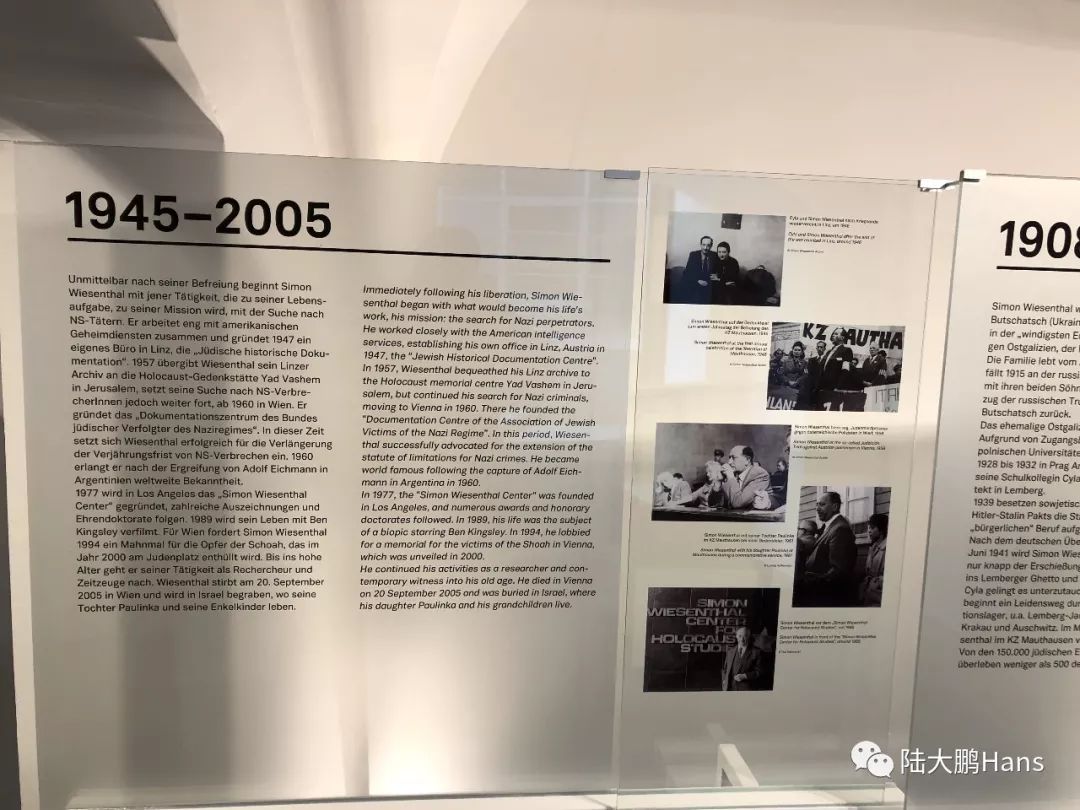 1945–2005
Unmittelbar nach seiner Befreiung beginnt Simon
Wiesenthal mit jener Tätigkeit, die zu seiner Lebens-
aufgabe, zu seiner Mission wird, mit der Suche nach
NS-Tätern. Er arbeitet eng mit amerikanischen
Geheimdiensten zusammen und gründet 1947 ein
eigenes Büro in Linz, die „Jüdische historische Doku-
mentation". 1957 übergibt Wiesenthal sein Linzer
Archiv an die Holocaust-Gedenkstätte Yad Vashem
in Jerusalem, setzt seine Suche nach NS-Verbre-
cherInnen jedoch weiter fort, ab 1960 in Wien. Er
gründet das „Dokumentationszentrum des Bundes
jüdischer Verfolgter des Naziregimes". In dieser Zeit
setzt sich Wiesenthal erfolgreich für die Verlängerung
der Verjährungsfrist von NS-Verbrechen ein. 1960
erlangt er nach der Ergreifung von Adolf Eichmann in
Argentinien weltweite Bekanntheit.
1977 wird in Los Angeles das „Simon Wiesenthal
Center" gegründet, zahlreiche Auszeichnungen und
Ehrendoktorate folgen. 1989 wird sein Leben mit Ben
Kingsley verfilmt. Für Wien fordert Simon Wiesenthal
1994 ein Mahnmal für die Opfer der Schoah, das im
Jahr 2000 am Judenplatz enthüllt wird. Bis ins hohe
Alter geht er seiner Tätigkeit als Rechercheur und
Zeitzeuge nach. Wiesenthal stirbt am 20. September
2005 in Wien und wird in Israel begraben, wo seine
Tochter Paulinka und seine Enkelkinder leben.
Immediately following his liberation, Simon Wie-
senthal began with what would become his life's
work, his mission: the search for Nazi perpetrators.
He worked closely with the American Intelligence
services, establishing his own office in Linz, Austria in
1947, the "Jewish Historical Documentation Centre".
In 1957, Wiesenthal bequeathed his Linz archive to
the Holocaust memorial centre Yad Vashem in Jeru-
salem, but continued his search for Nazi criminals,
moving to Vienna in 1960. There he founded the
"Documentation Centre of the Association of Jewish
Victims of the Nazi Regime". In this period, Wiesen-
thal successfully advocated for the extension of the
statute of limitations for Nazi crimes. He became
world famous following the capture of Adolf Eich-
mann in Argentina in 1960.
In 1977, the "Simon Wiesenthal Center" was founded
in Los Angeles, and numerous awards and honorary
doctorates followed. In 1989, his life was the subject
of a biopic starring Ben Kingsley. In 1994, he lobbied
for a memorial for the victims of the Shoah in Vienna,
which was unveiled in 2000.
He continued his activities as a researcher and con-
temporary witness into his old age. He died in Vienna
on 20 September 2005 and was buried in Israel, where
his daughter Paulinka and his grandchildren live.
KZ MAUTHA
SIMON
WIESENTHAL
CENTER
FOR
HOLOCAUST
STUDIE
1908
Simon Wiesenthal w
Butschatsch (Ukrain
in der „windigsten E
gen Ostgalizien, der
Die Familie lebt vom
fällt 1915 an der russi
mit ihren beiden Söhn
zug der russischen Tru
Butschatsch zurück.
Das ehemalige Ostgaliz
Aufgrund von Zugangsb
polnischen Universitäte
1928 bis 1932 in Prag Ar
seine Schulkollegin Cyla
tekt in Lemberg.
1939 besetzen sowjetisc
Hitler-Stalin Pakts die Sta
„bürgerlichen" Beruf aufg
Nach dem deutschen Übe
Juni 1941 wird Simon Wies
nur knapp der Erschießung
ins Lemberger Ghetto und
Cyla gelingt es unterzutauc
beginnt ein Leidensweg du
tionslager, u.a. Lemberg-Ja
Krakau und Auschwitz. Im M
senthal im KZ Mauthausen v
Von den 150.000 jüdischen E
überleben weniger als 500 de
陆大鹏Hans